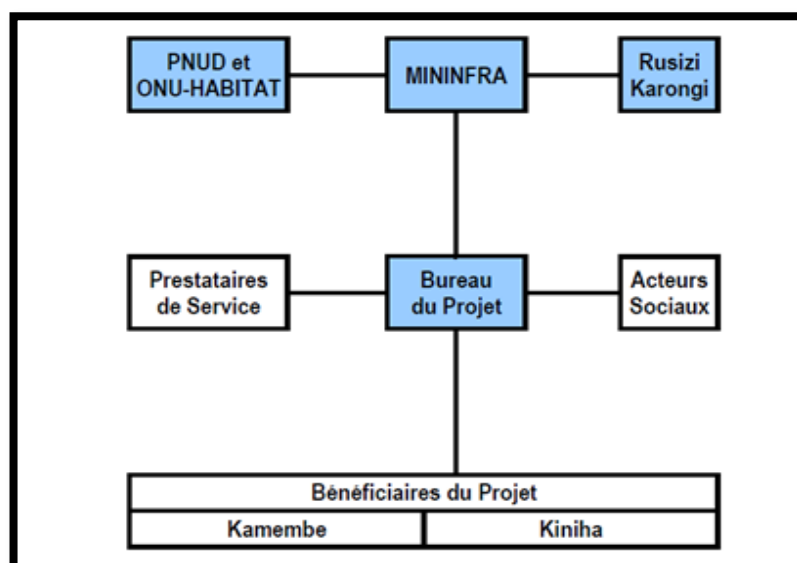 PNUD et
ONU-HABITAT
MININFRA
Rusizi
Karongi
Prestataires
de Service
Bureau
du Projet
Acteurs
Sociaux
Bénéficiaires du Projet
Kamembe
Kiniha